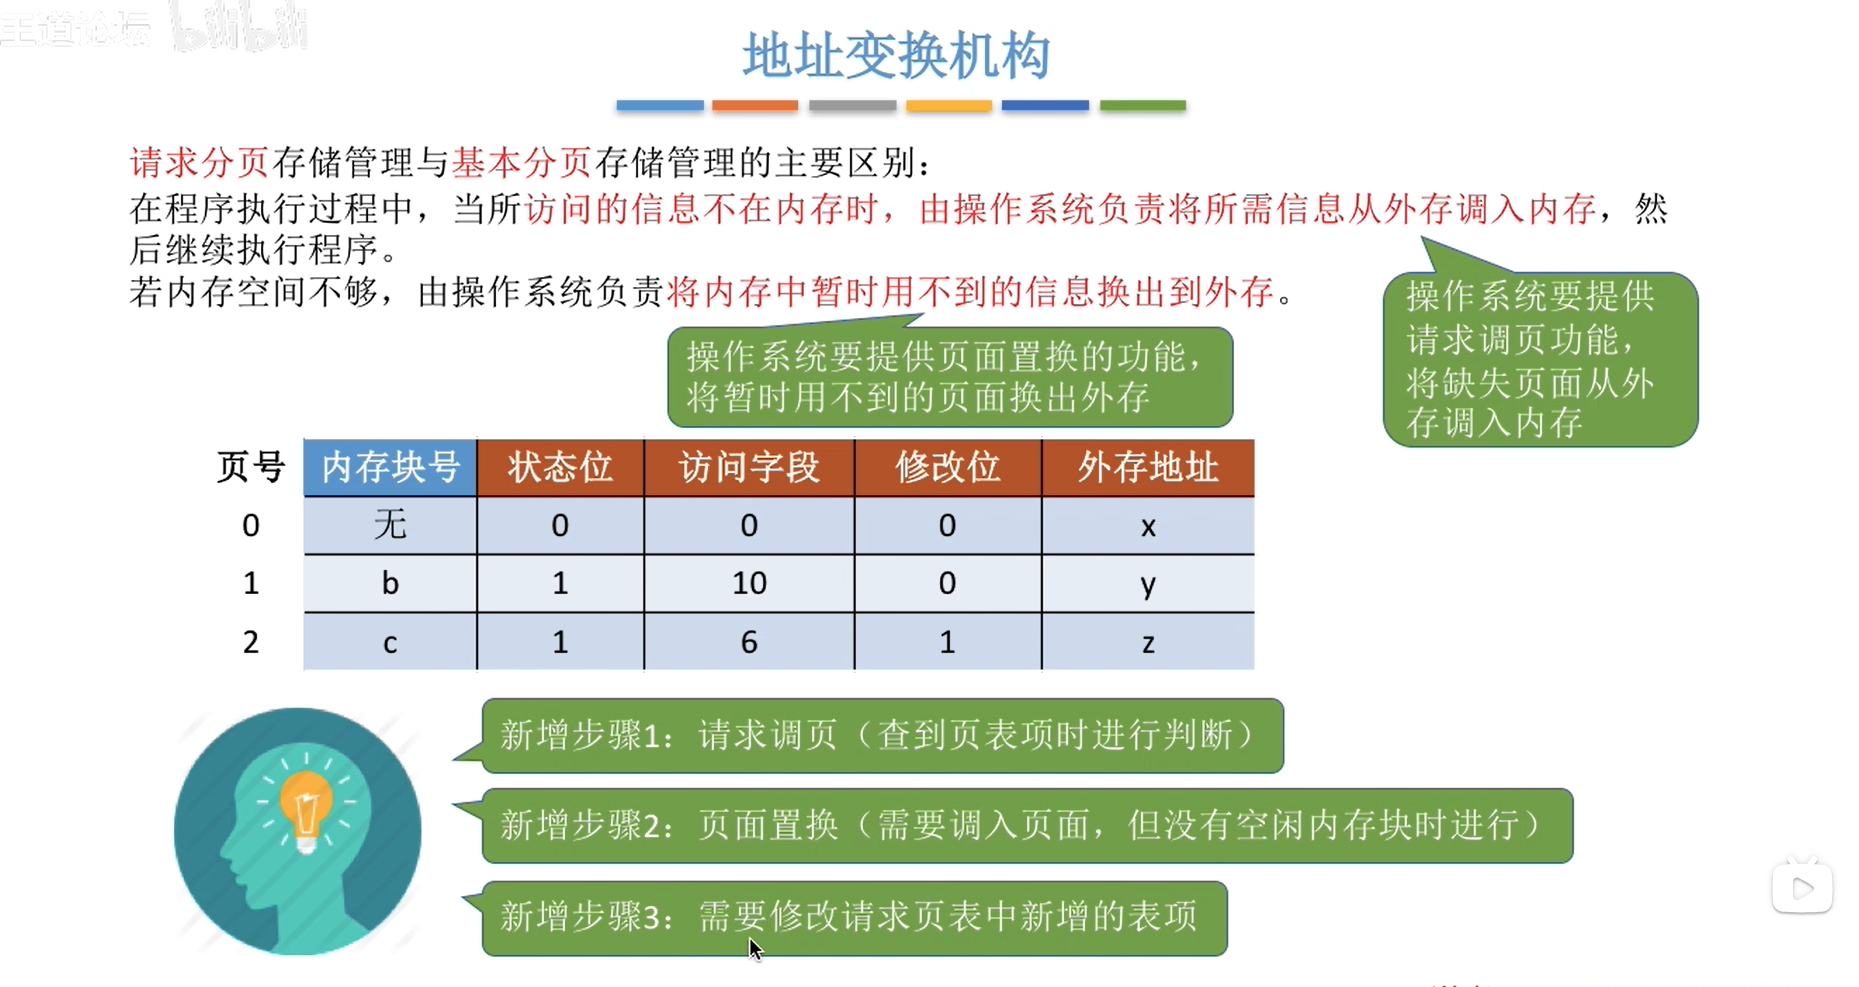 王道论坛 bilibili
地址变换机构
请求分页存储管理与基本分页存储管理的主要区别：
在程序执行过程中，当所访问的信息不在内存时，由操作系统负责将所需信息从外存调入内存，然
后继续执行程序。
若内存空间不够，由操作系统负责将内存中暂时用不到的信息换出到外存。
操作系统要提供
请求调页功能，
将缺失页面从外
存调入内存
操作系统要提供页面置换的功能，
将暂时用不到的页面换出外存
页号 内存块号 状态位 访问字段 修改位 外存地址
0 无 0 0 0 x
1 b 1 10 0 y
2 c 1 6 1 z
新增步骤1：请求调页（查到页表项时进行判断）
新增步骤2：页面置换（需要调入页面，但没有空闲内存块时进行）
新增步骤3：需要修改请求页表中新增的表项